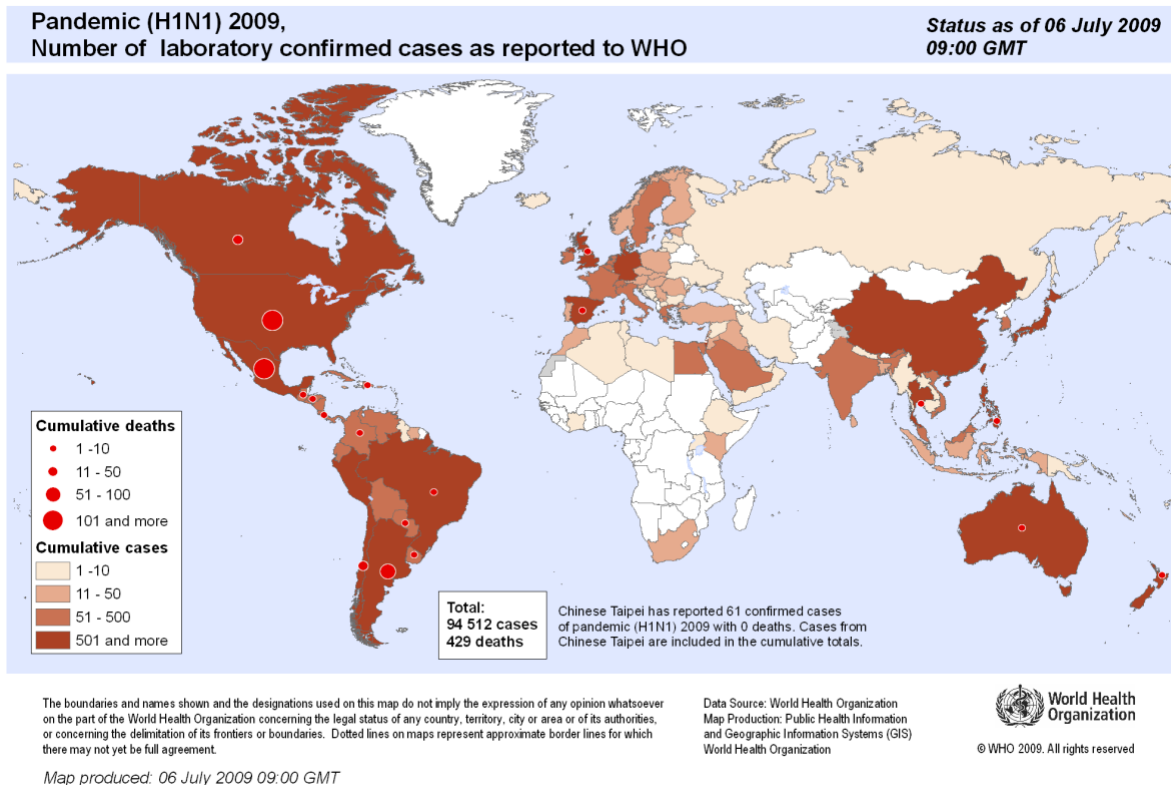 Pandemic (H1N1) 2009,
Number of laboratory confirmed cases as reported to WHO
Status as of 06 July 2009
09:00 GMT
Cumulative deaths
1 -10
11 - 50
51 - 100
101 and more
Cumulative cases
1 -10
11 - 50
51 - 500
501 and more
Total:
94 512 cases
429 deaths
Chinese Taipei has reported 61 confirmed cases
of pandemic (H1N1) 2009 with 0 deaths. Cases from
Chinese Taipei are included in the cumulative totals.
The boundaries and names shown and the designations used on this map do not imply the expression of any opinion whatsoever
on the part of the World Health Organization concerning the legal status of any country, territory, city or area or of its authorities,
or concerning the delimitation of its frontiers or boundaries. Dotted lines on maps represent approximate border lines for which
there may not yet be full agreement.
Data Source: World Health Organization
Map Production: Public Health Information
and Geographic Information Systems (GIS)
World Health Organization
World Health
Organization
© WHO 2009. All rights reserved
Map produced: 06 July 2009 09:00 GMT